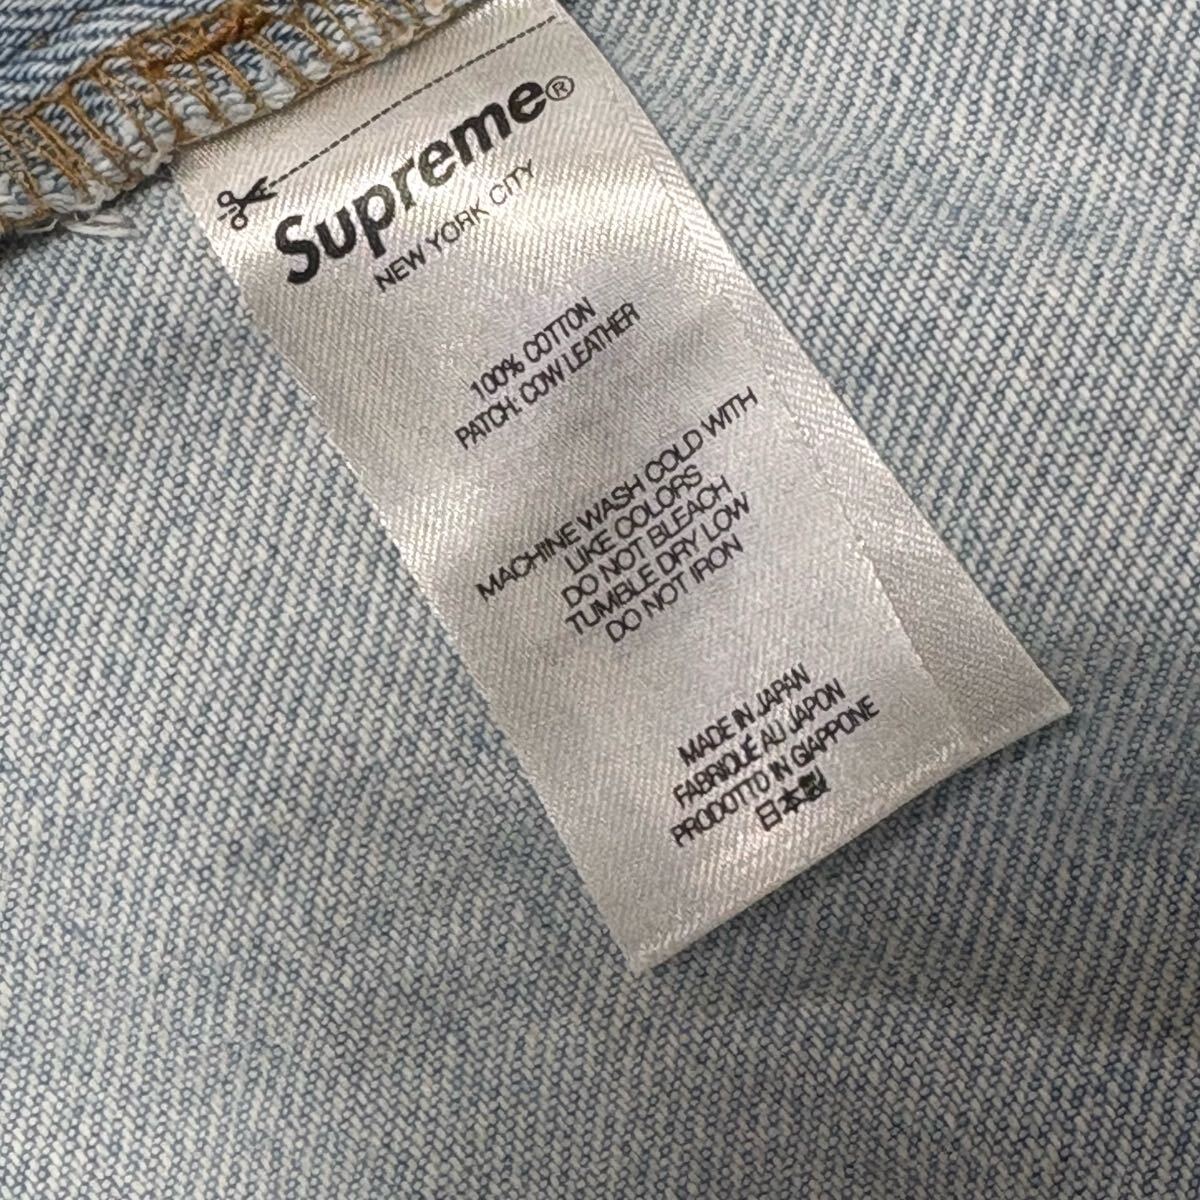 Supreme®
NEW YORK CITY
100% COTTON
PATCH: COW LEATHER
MACHINE WASH COLD WITH
LIKE COLORS
DO NOT BLEACH
TUMBLE DRY LOW
DO NOT IRON
MADE IN JAPAN
FABRIQUÉ AU JAPON
PRODOTTO IN GIAPPONE
日本製